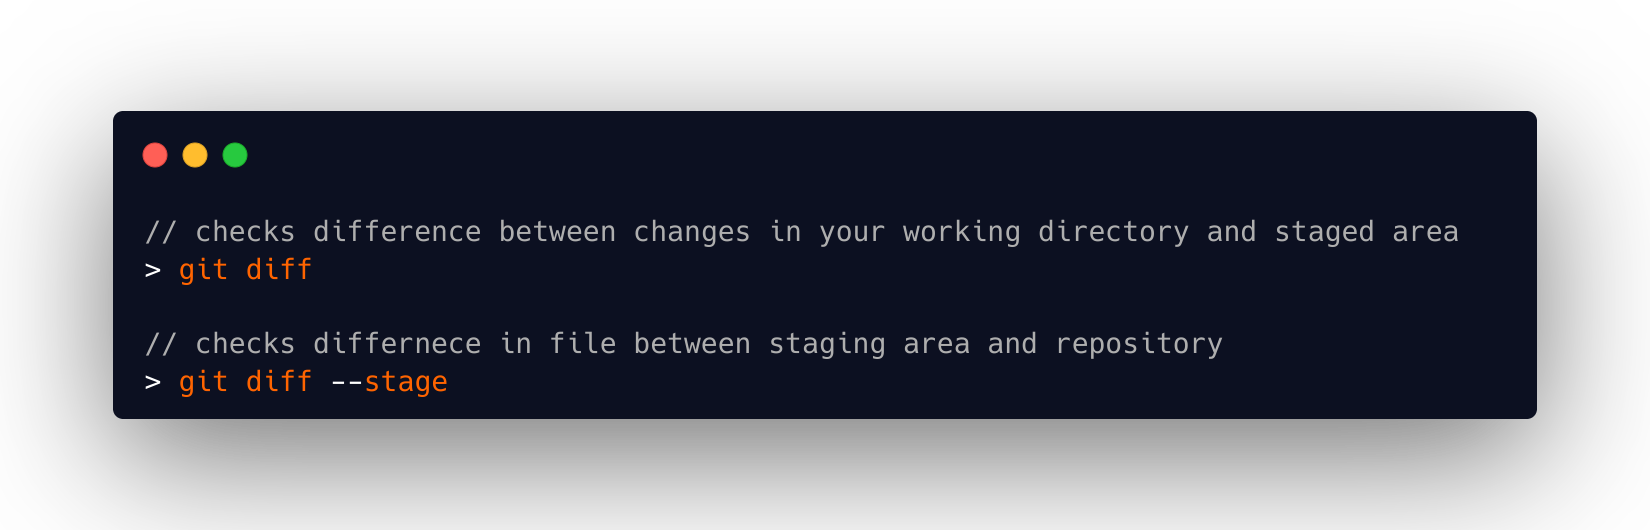 // checks difference between changes in your working directory and staged area
> git diff
// checks differnece in file between staging area and repository
> git diff --stage